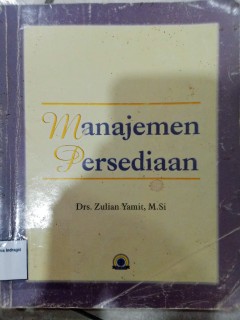 Manajemen
Persediaan
Drs. Zulian Yamit, M.Si